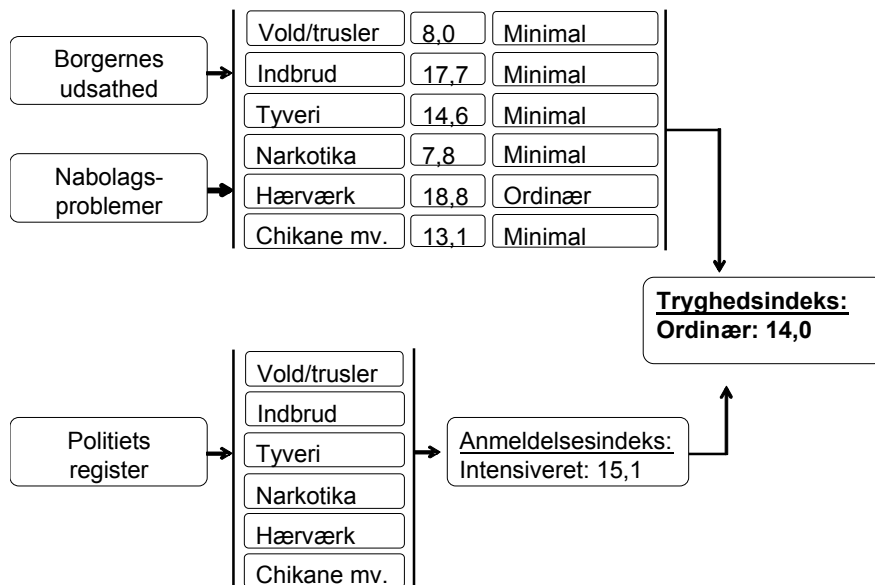 Borgernes
udsathed
Nabolags-
problemer
Vold/trusler 8,0 Minimal
Indbrud 17,7 Minimal
Tyveri 14,6 Minimal
Narkotika 7,8 Minimal
Hærværk 18,8 Ordinær
Chikane mv. 13,1 Minimal
Tryghedsindeks:
Ordinær: 14,0
Politiets
register
Vold/trusler
Indbrud
Tyveri
Narkotika
Hærværk
Chikane mv.
Anmeldelsesindeks:
Intensiveret: 15,1